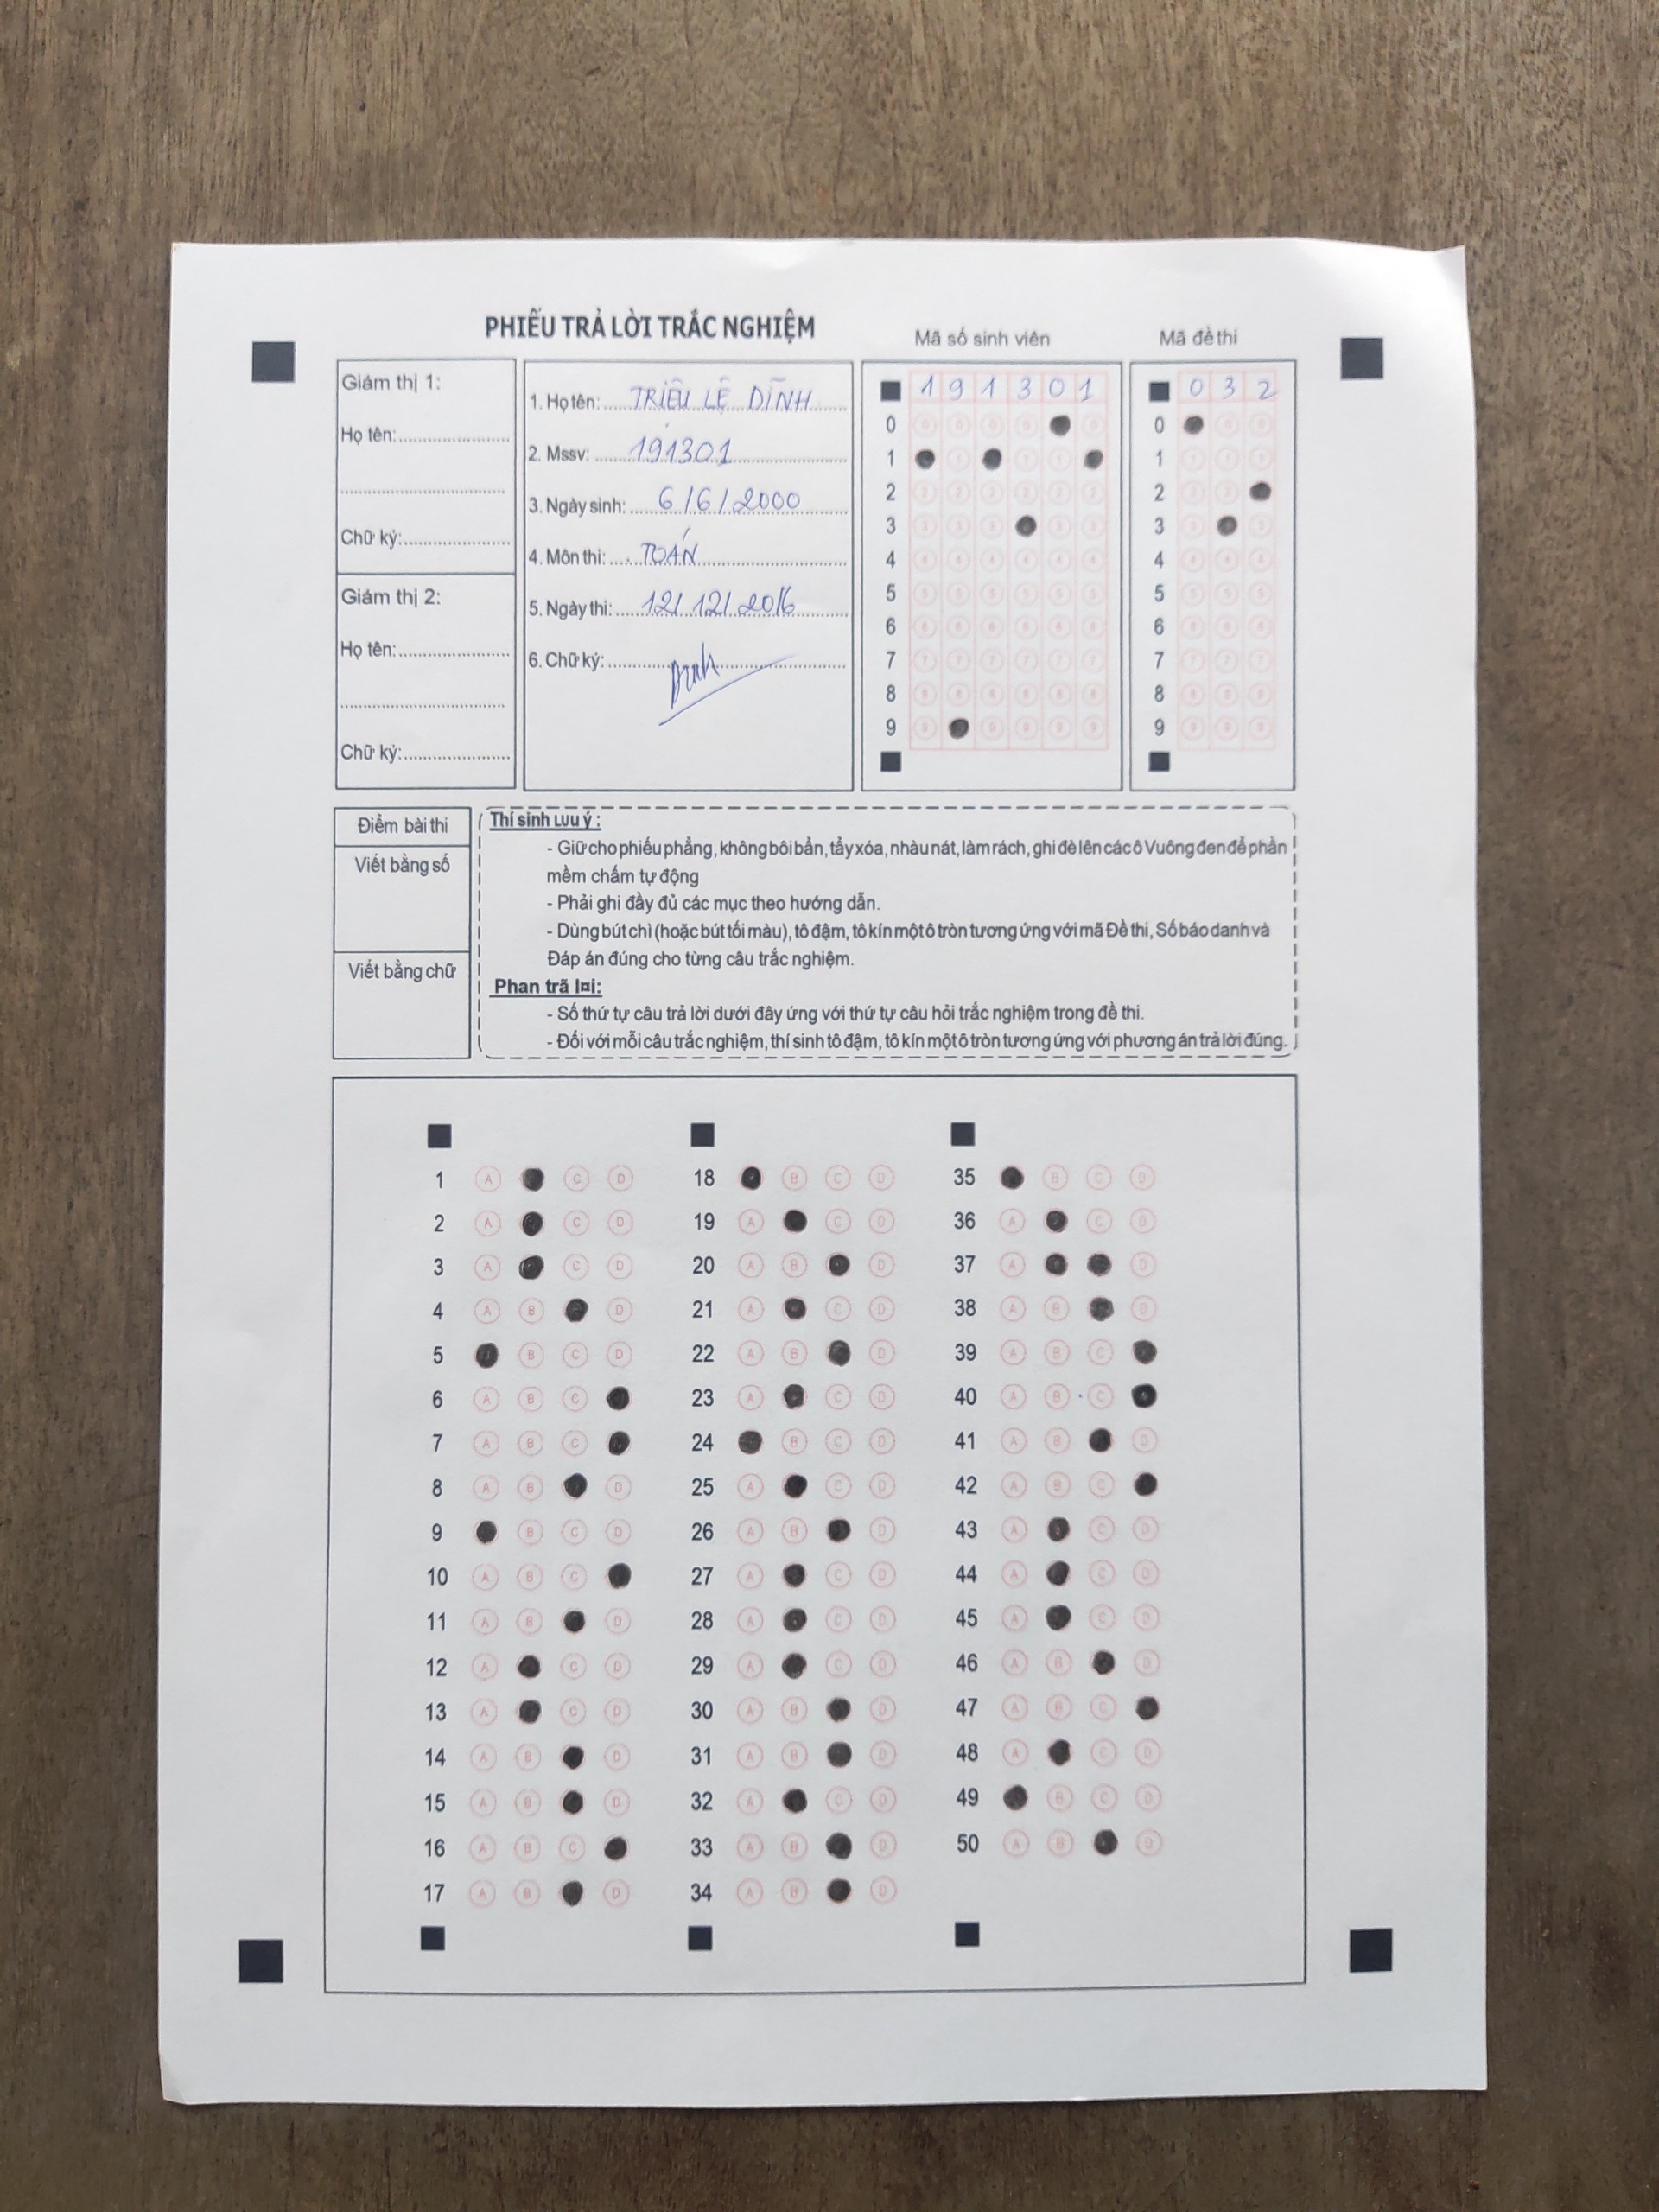 PHIẾU TRẢ LỜI TRẮC NGHIỆM
Mã số sinh viên
Mã đề thi
Giám thị 1:
Họ tên:
Chữ ký:
Giám thị 2:
Họ tên:
Chữ ký:
1. Họ tên: TRIỆU LỆ DĨNH
2. Mssv: 191301
3. Ngày sinh: 6/6/2000
4. Môn thi: TOÁN
5. Ngày thi: 12/12/2016
6. Chữ ký:
1 9 1 3 0 1
0
1
2
3
4
5
6
7
8
9
0 3 2
0
1
2
3
4
5
6
7
8
9
Điểm bài thi
Viết bằng số
Viết bằng chữ
Thí sinh Lưu ý :
- Giữ cho phiếu phẳng, không bôi bẩn, tẩy xóa, nhàu nát, làm rách, ghi đè lên các ô Vuông đen để phần
mềm chấm tự động
- Phải ghi đầy đủ các mục theo hướng dẫn.
- Dùng bút chì (hoặc bút tối màu), tô đậm, tô kín một ô tròn tương ứng với mã Đề thi, Số báo danh và
Đáp án đúng cho từng câu trắc nghiệm.
Phan trã l¤i:
- Số thứ tự câu trả lời dưới đây ứng với thứ tự câu hỏi trắc nghiệm trong đề thi.
- Đối với mỗi câu trắc nghiệm, thí sinh tô đậm, tô kín một ô tròn tương ứng với phương án trả lời đúng.
1 A C D
2 A C D
3 A C D
4 A B D
5 B C D
6 A B C
7 A B C
8 A B D
9 B C D
10 A B C
11 A B D
12 A C D
13 A C D
14 A B D
15 A B D
16 A B C
17 A B D
18 B C D
19 A C D
20 A B D
21 A C D
22 A B D
23 A C D
24 B C D
25 A C D
26 A B D
27 A C D
28 A C D
29 A C D
30 A B D
31 A B D
32 A C D
33 A B D
34 A B D
35 B C D
36 A C D
37 A D
38 A B D
39 A B C
40 A B C
41 A B D
42 A B C
43 A C D
44 A C D
45 A C D
46 A B D
47 A B C
48 A C D
49 B C D
50 A B D